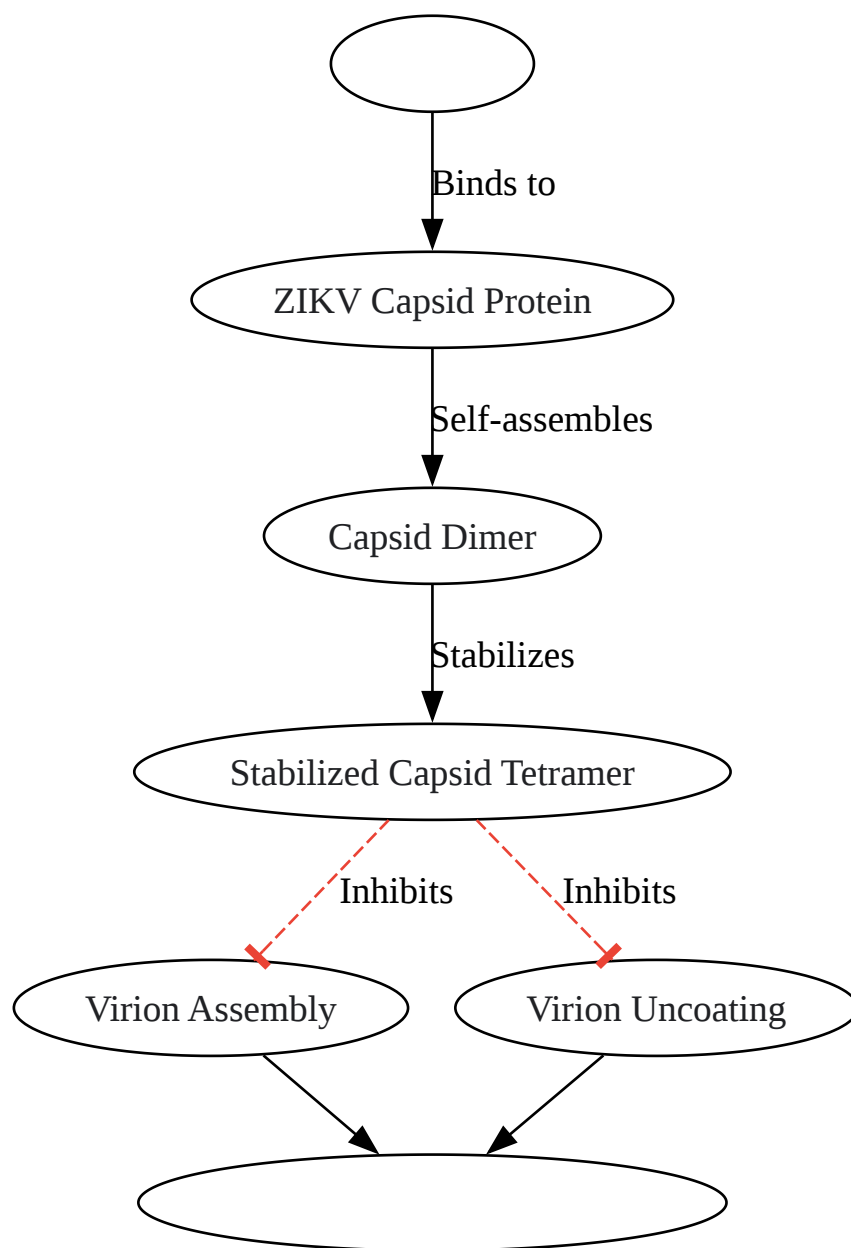 Binds to
ZIKV Capsid Protein
Self-assembles
Capsid Dimer
Stabilizes
Stabilized Capsid Tetramer
Inhibits
Inhibits
Virion Assembly
Virion Uncoating